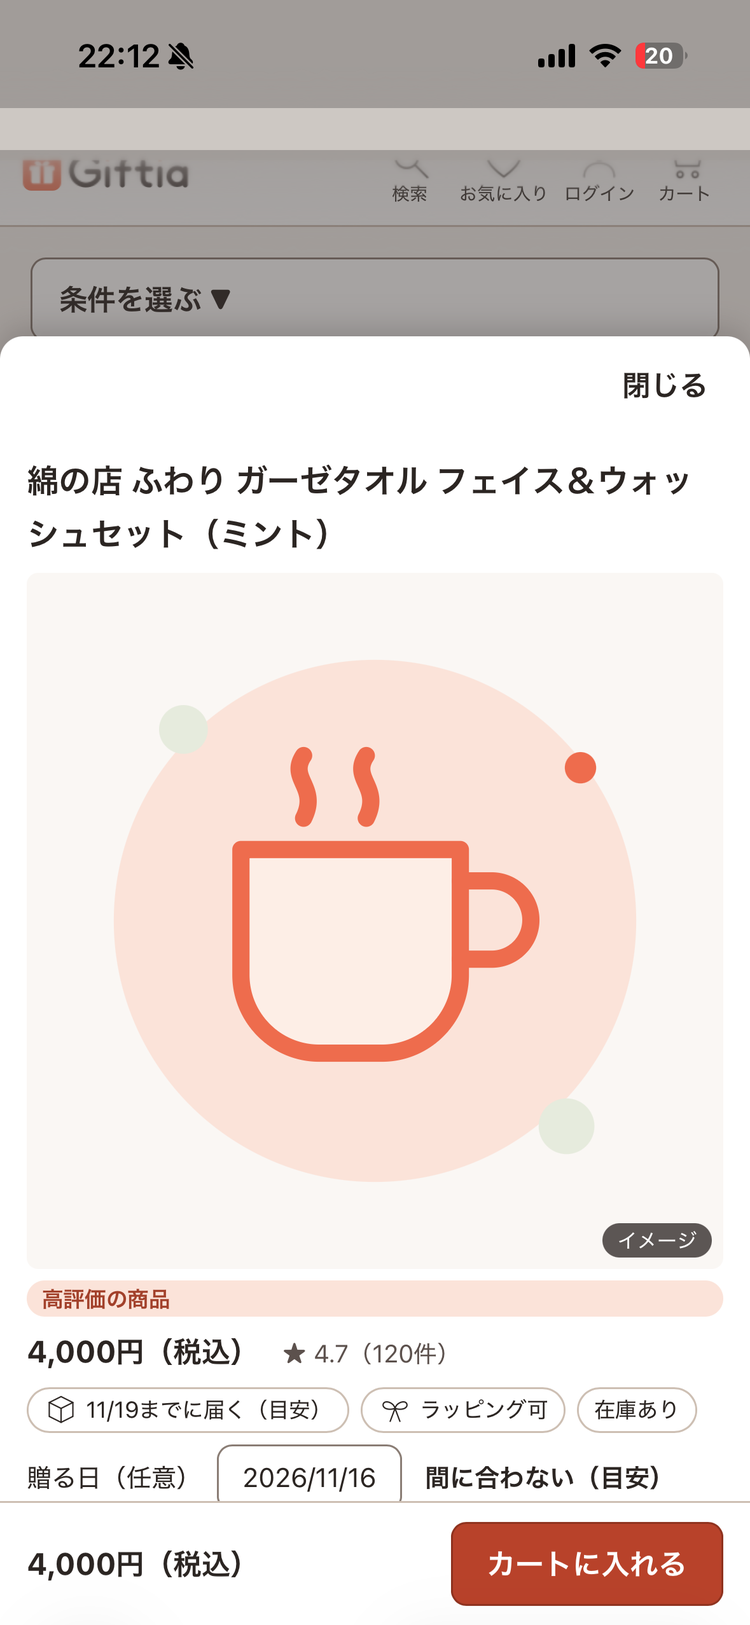 22:12
20
Giftia
検索 お気に入り ログイン カート
条件を選ぶ ▼
閉じる
綿の店 ふわり ガーゼタオル フェイス＆ウォッ
シュセット（ミント）
イメージ
高評価の商品
4,000円（税込） ★ 4.7（120件）
11/19までに届く（目安） ラッピング可 在庫あり
贈る日（任意） 2026/11/16 間に合わない（目安）
4,000円（税込） カートに入れる